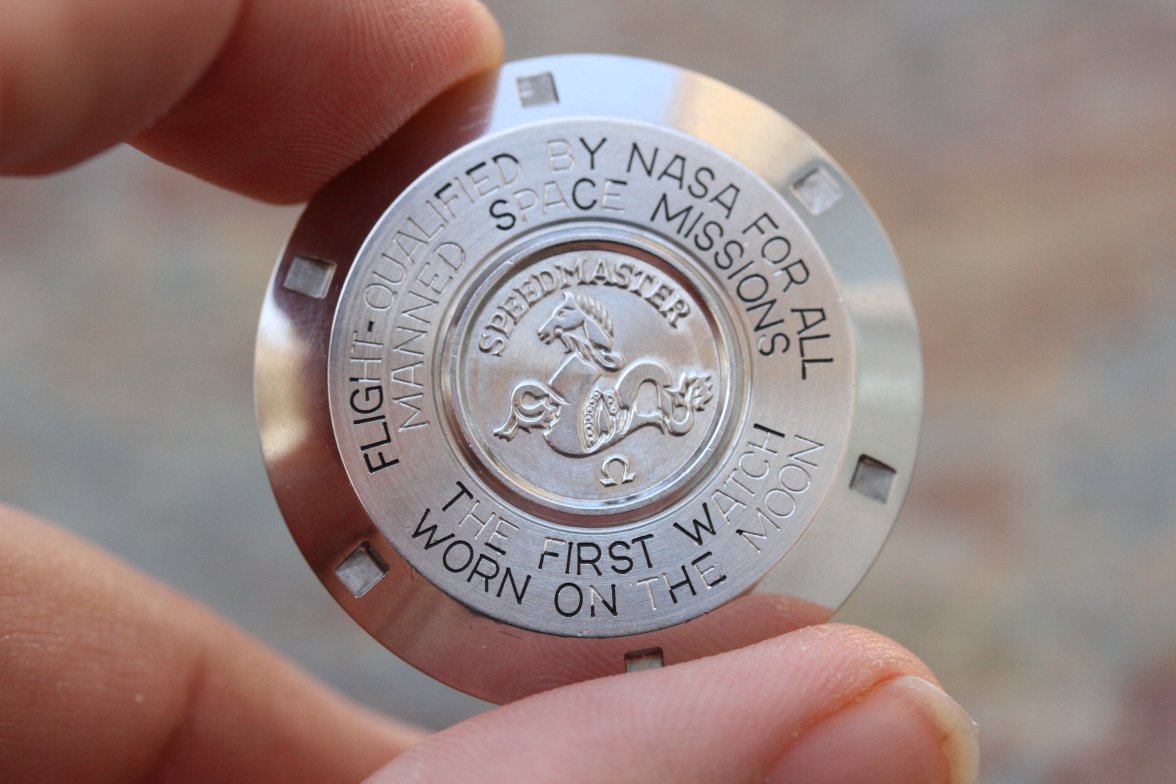 FLIGHT-QUALIFIED BY NASA FOR ALL
MANNED SPACE MISSIONS
SPEEDMASTER
Ω
THE FIRST WATCH
WORN ON THE MOON